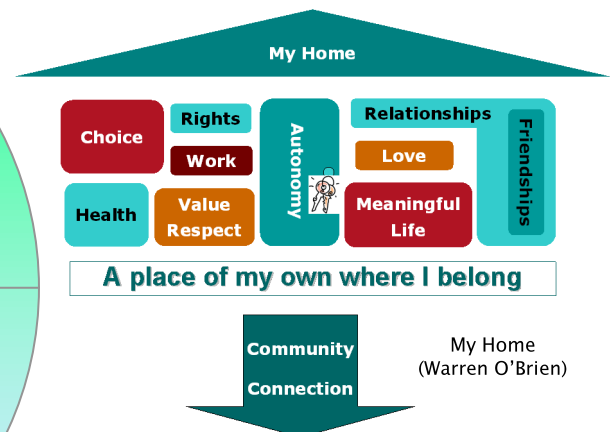 My Home
Choice
Rights
Work
Health
Value
Respect
Autonomy
Relationships
Love
Meaningful
Life
Friendships
A place of my own where I belong
Community
Connection
My Home
(Warren O'Brien)